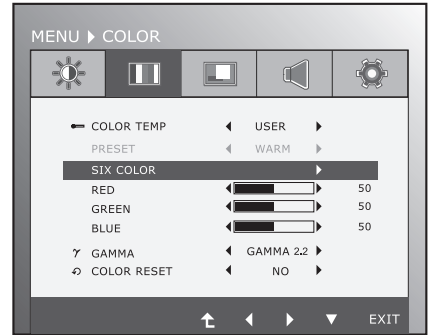 MENU COLOR
COLOR TEMP USER
PRESET WARM
SIX COLOR
RED 50
GREEN 50
BLUE 50
γ GAMMA GAMMA 2.2
COLOR RESET NO
EXIT